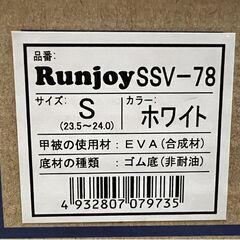 品番:
Runjoy SSV-78
サイズ: カラー:
S ホワイト
(23.5～24.0)
甲被の使用材:EVA(合成材)
底材の種類:ゴム底(非耐油)
4 932807 079735